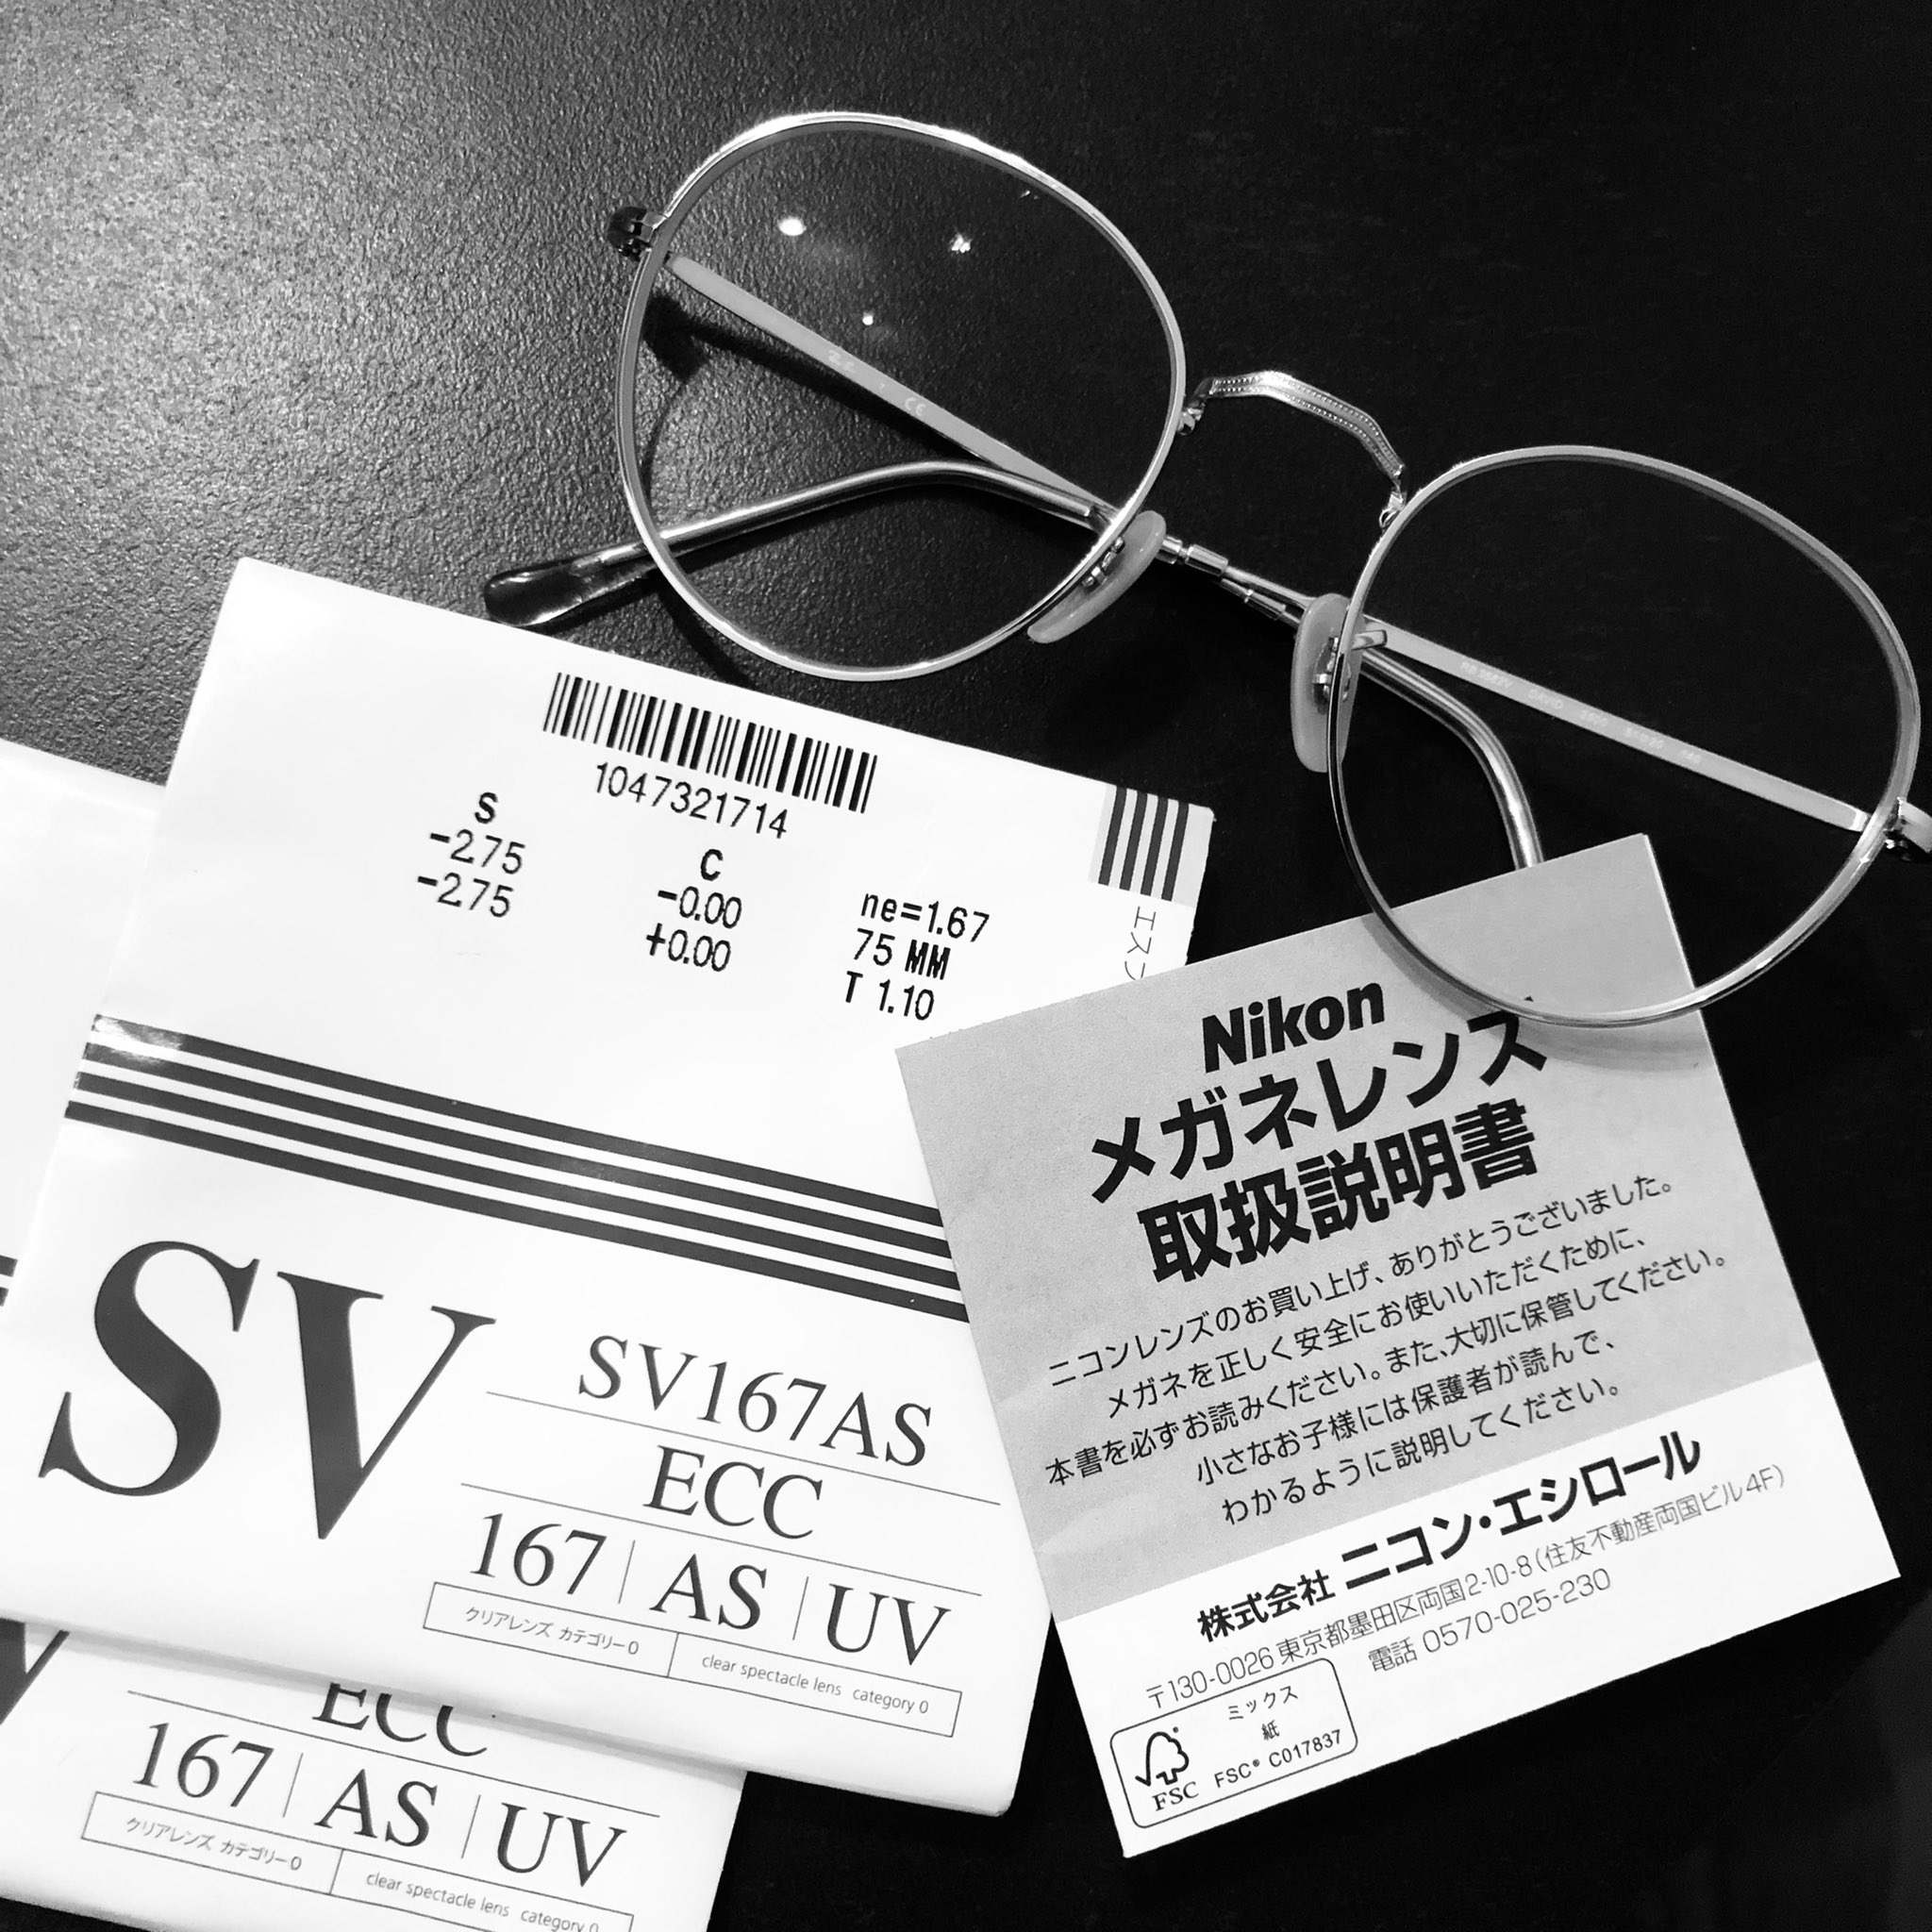 CE
1047321714
S
-2.75
-2.75
C
-0.00
+0.00
ne=1.67
75 MM
T 1.10
エス
SV
SV167AS
ECC
167 | AS | UV
クリアレンズ カテゴリー0
clear spectacle lens category 0
ECC
167 | AS | UV
クリアレンズ カテゴリー0
clear spectacle lens category 0
Nikon
メガネレンズ
取扱説明書
ニコンレンズのお買い上げ、ありがとうございました。
メガネを正しく安全にお使いいただくために、
本書を必ずお読みください。また、大切に保管してください。
小さなお子様には保護者が読んで、
わかるように説明してください。
株式会社 ニコン・エシロール
〒130-0026 東京都墨田区両国2-10-8(住友不動産両国ビル4F)
電話 0570-025-230
ミックス
紙
FSC
FSC® C017837